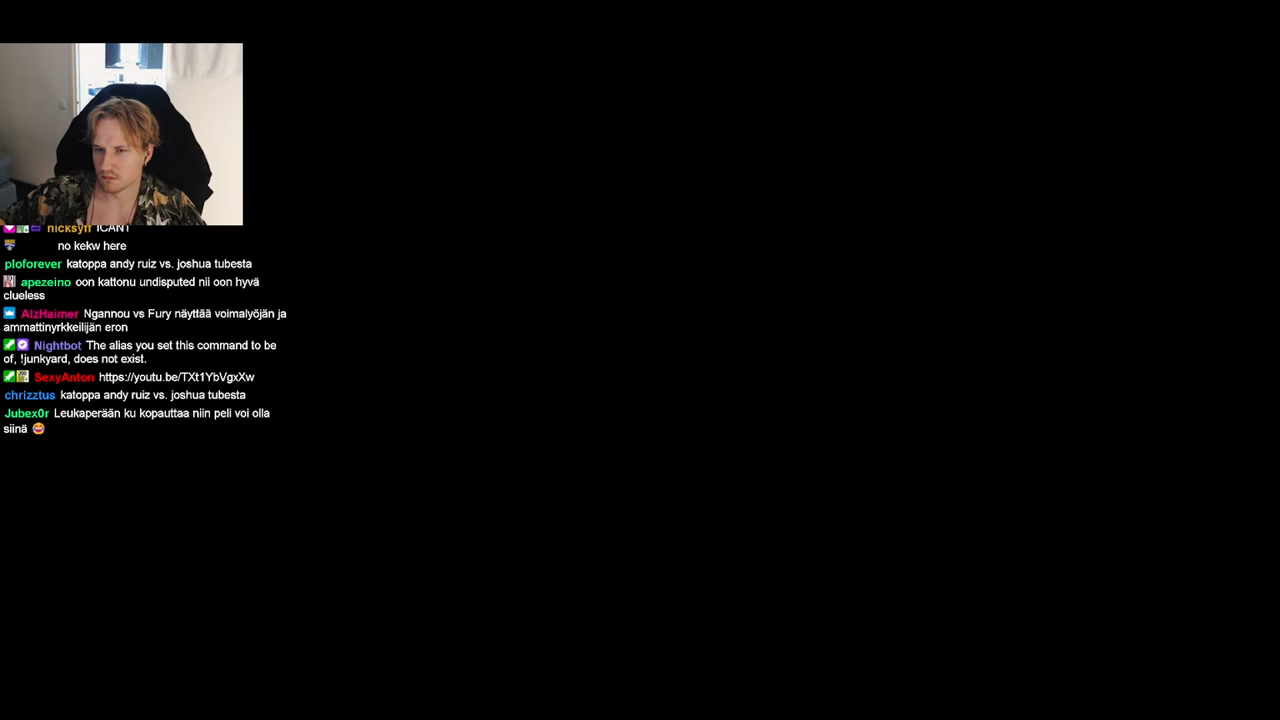 nicksyn ICANT
no kekw here
ploforever katoppa andy ruiz vs. joshua tubesta
apezeino oon kattonu undisputed nii oon hyvä
clueless
AlzHaimer Ngannou vs Fury näyttää voimalyöjän ja
ammattinyrkkeilijän eron
Nightbot The alias you set this command to be
of, !junkyard, does not exist.
SexyAnton https://youtu.be/TXt1YbVgxXw
chrizztus katoppa andy ruiz vs. joshua tubesta
Jubex0r Leukaperään ku kopauttaa niin peli voi olla
siinä 😂